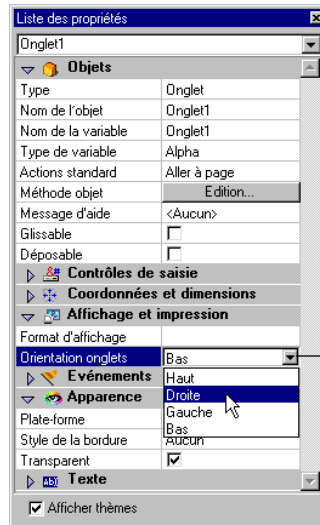 Liste des propriétés
Onglet1
Objets
Type Onglet
Nom de l'objet Onglet1
Nom de la variable Onglet1
Type de variable Alpha
Actions standard Aller à page
Méthode objet Edition...
Message d'aide <Aucun>
Glissable
Déposable
Contrôles de saisie
Coordonnées et dimensions
Affichage et impression
Format d'affichage
Orientation onglets Bas
Evénements Haut
Apparence Droite
Plate-forme Gauche
Bas
Style de la bordure Aucun
Transparent
Texte
Afficher thèmes